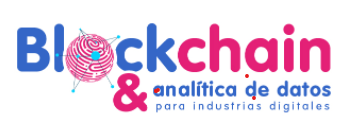 Blockchain
& analítica de datos
para industrias digitales